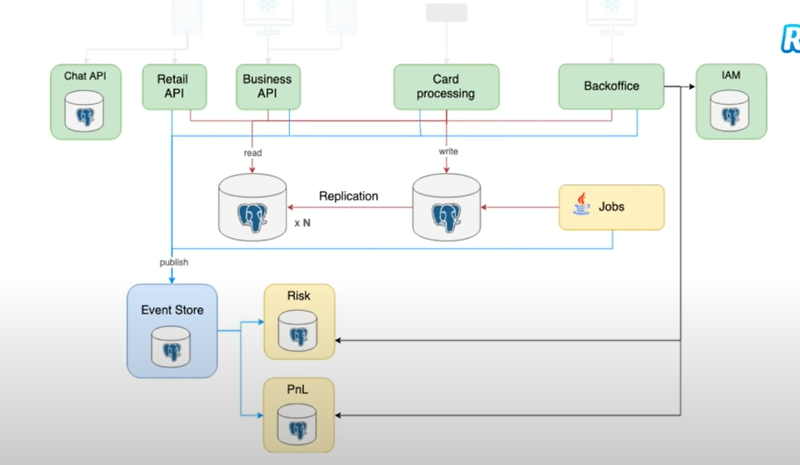 Chat API
Retail
API
Business
API
Card
processing
Backoffice
IAM
read
write
Replication
x N
Jobs
publish
Event Store
Risk
PnL
R